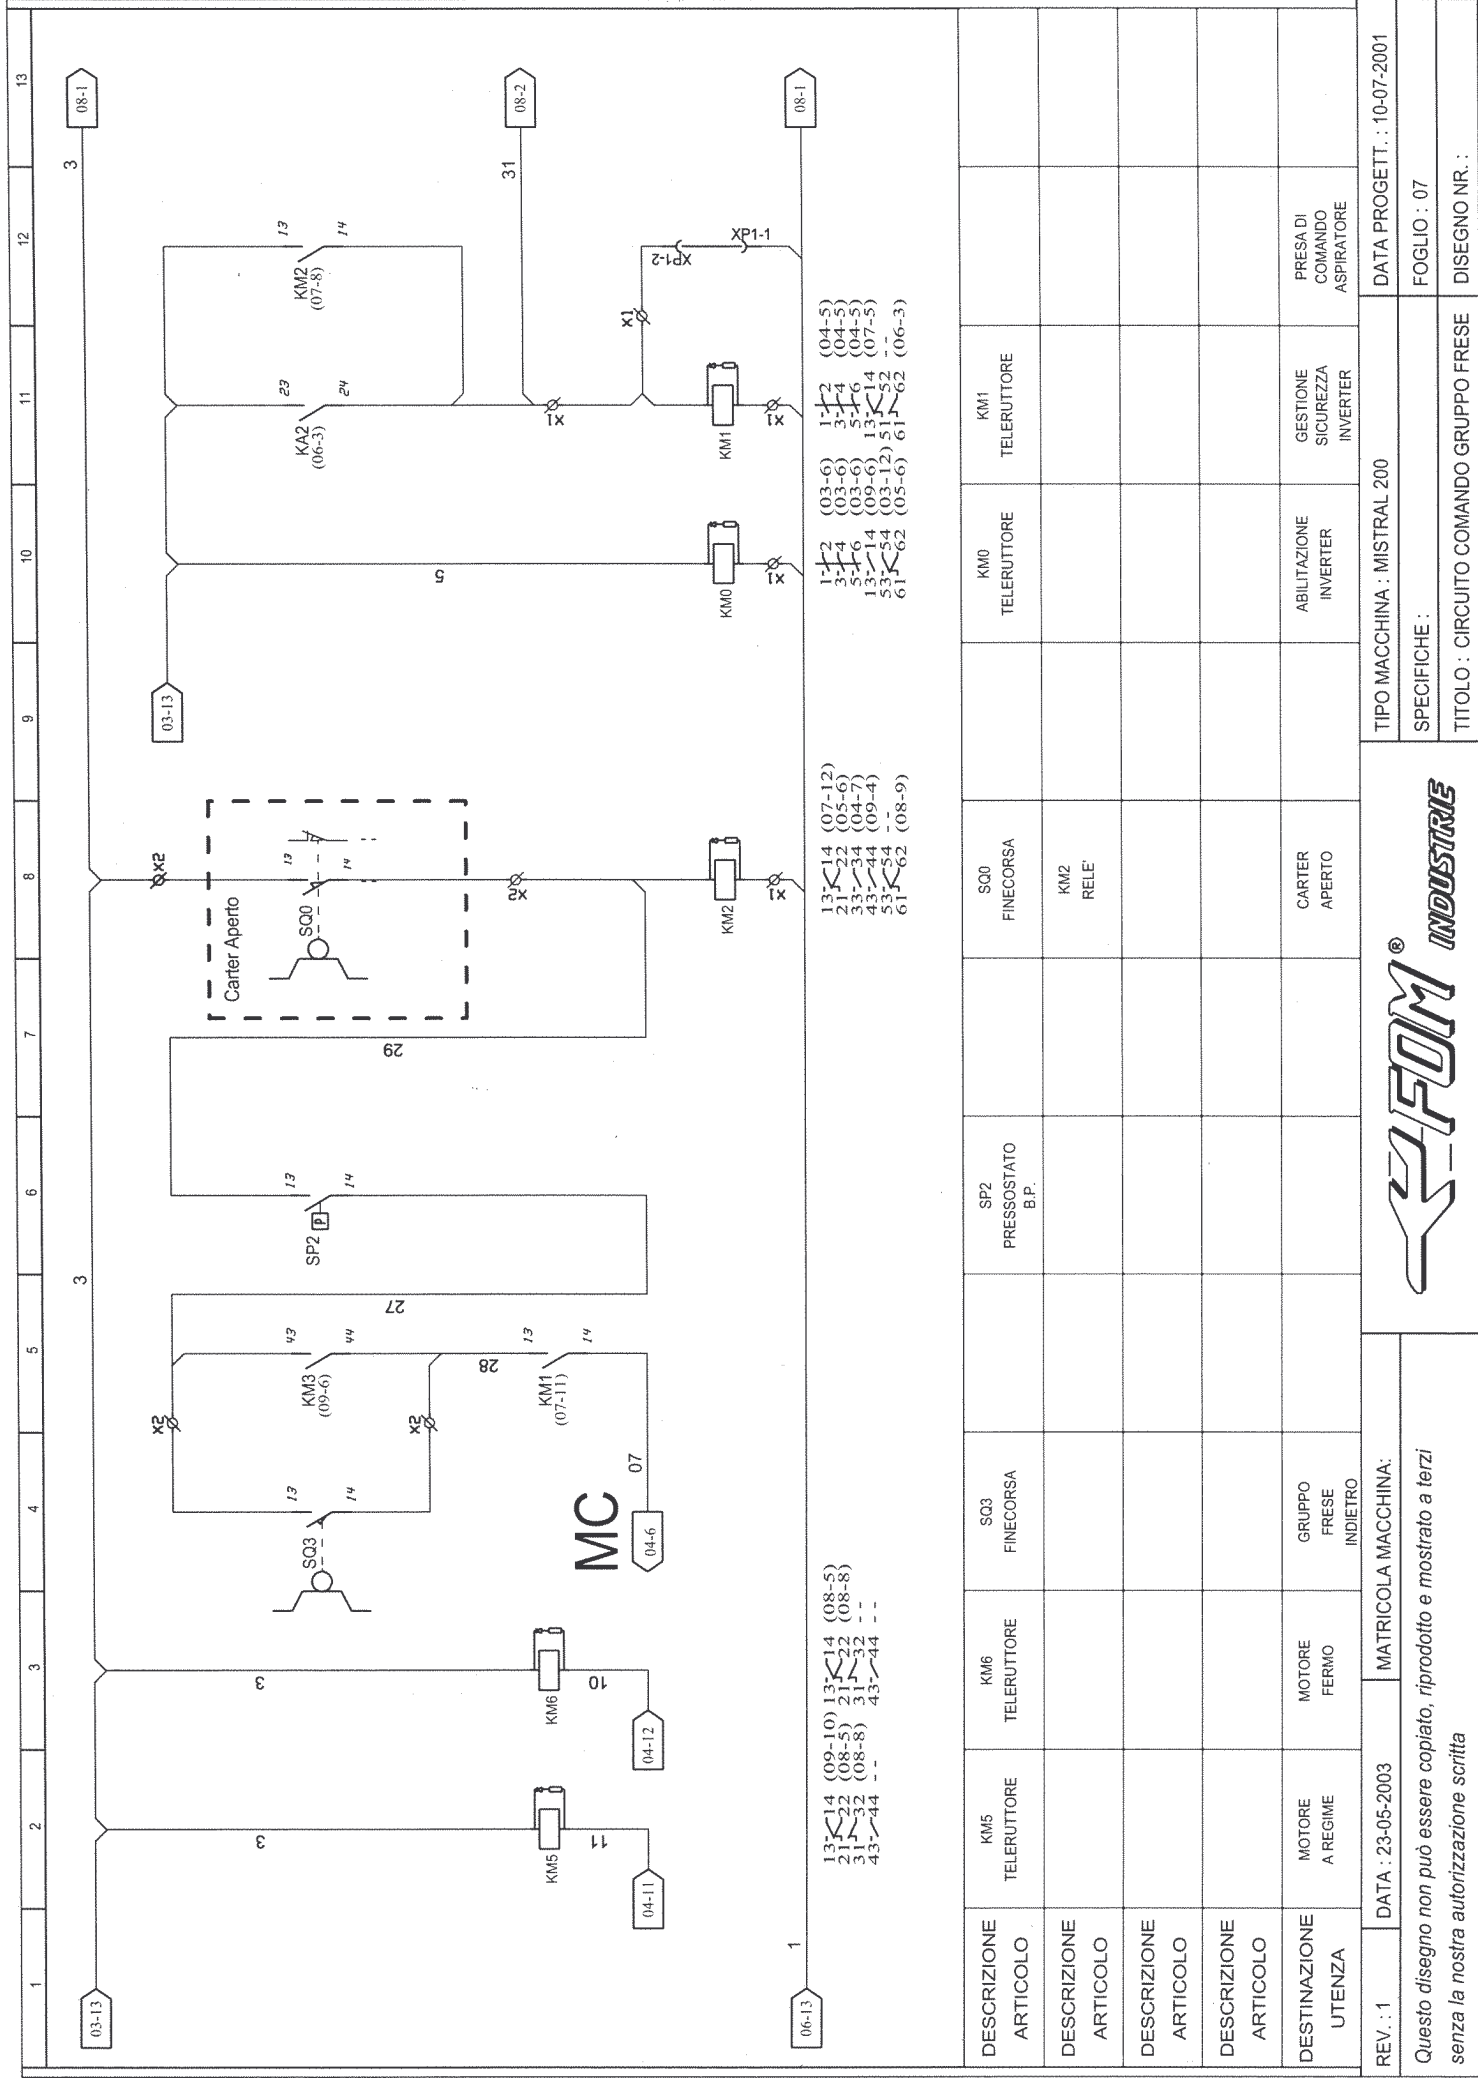 1 2 3 4 5 6 7 8 9 10 11 12 13
03-13
3
3
08-1
03-13
x2
x2
Carter Aperto
SQ0
13
14
SQ3
13
14
KM3
(09-6)
43
44
x2
x2
28
KM1
(07-11)
13
14
27
SP2
P
13
14
29
KA2
(06-3)
23
24
KM2
(07-8)
13
14
31
08-2
3
KM5
11
04-11
3
KM6
10
04-12
MC
04-6
07
KM2
x1
5
KM0
x1
x1
KM1
x1
x1
XP1-2
XP1-1
06-13
1
08-1
13 14 (09-10)
21 22 (08-5)
31 32 (08-8)
43 44 --
13 14 (08-5)
21 22 (08-8)
31 32 --
43 44 --
13 14 (07-12)
21 22 (05-6)
33 34 (04-7)
43 44 (09-4)
53 54 --
61 62 (08-9)
1 2 (03-6)
3 4 (03-6)
5 6 (03-6)
13 14 (09-6)
53 54 (03-12)
61 62 (05-6)
1 2 (04-5)
3 4 (04-5)
5 6 (04-5)
13 14 (07-5)
51 52 --
61 62 (06-3)
DESCRIZIONE ARTICOLO
KM5 TELERUTTORE
KM6 TELERUTTORE
SQ3 FINECORSA
SP2 PRESSOSTATO B.P.
SQ0 FINECORSA
KM0 TELERUTTORE
KM1 TELERUTTORE
DESCRIZIONE ARTICOLO
KM2 RELE'
DESCRIZIONE ARTICOLO
DESCRIZIONE ARTICOLO
DESTINAZIONE UTENZA
MOTORE A REGIME
MOTORE FERMO
GRUPPO FRESE INDIETRO
CARTER APERTO
ABILITAZIONE INVERTER
GESTIONE SICUREZZA INVERTER
PRESA DI COMANDO ASPIRATORE
REV. : 1
DATA : 23-05-2003
MATRICOLA MACCHINA:
Questo disegno non può essere copiato, riprodotto e mostrato a terzi
senza la nostra autorizzazione scritta
FOM® INDUSTRIE
TIPO MACCHINA : MISTRAL 200
DATA PROGETT. : 10-07-2001
SPECIFICHE :
FOGLIO : 07
TITOLO : CIRCUITO COMANDO GRUPPO FRESE
DISEGNO NR. :